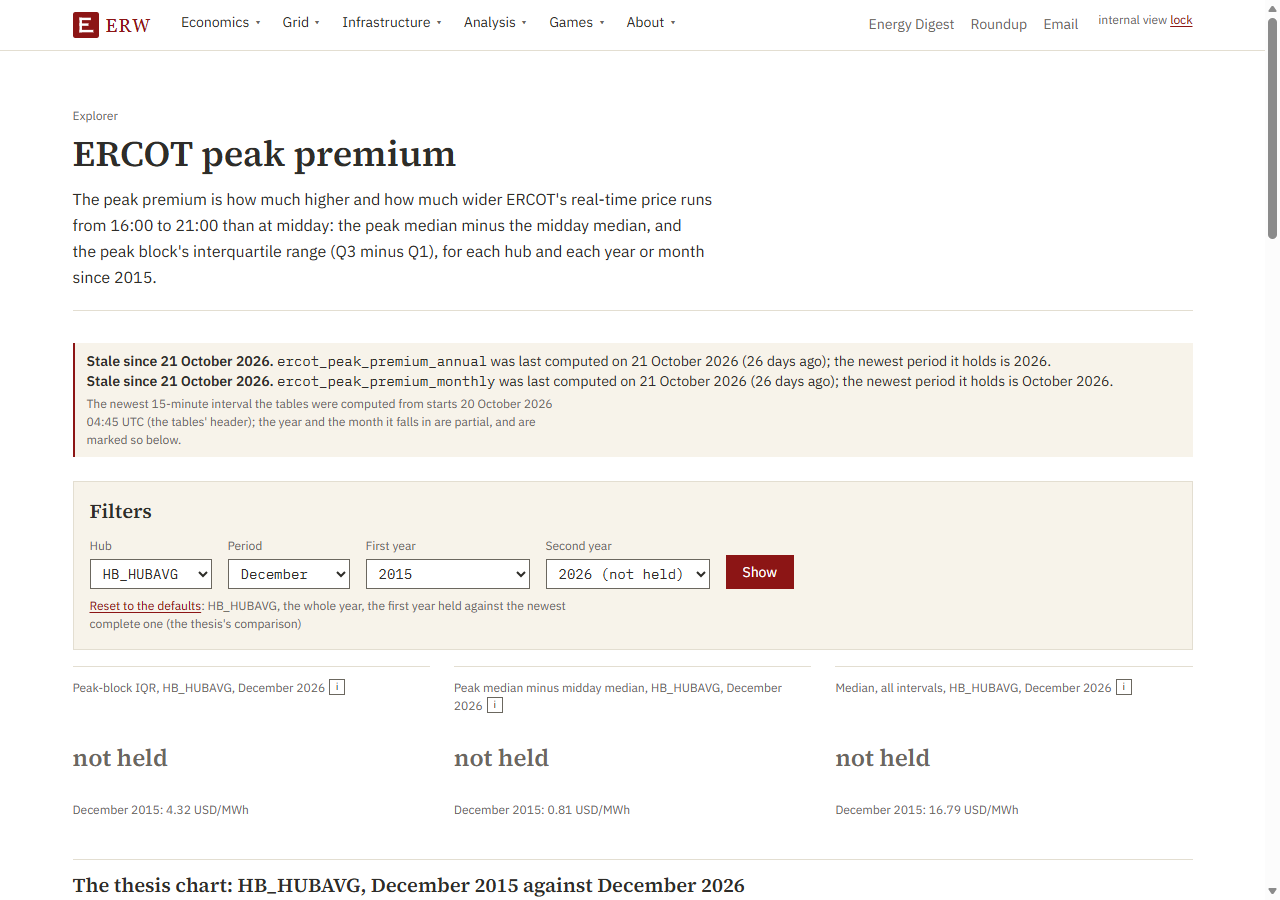 E ERW Economics Grid Infrastructure Analysis Games About Energy Digest Roundup Email internal view lock
Explorer
ERCOT peak premium
The peak premium is how much higher and how much wider ERCOT's real-time price runs
from 16:00 to 21:00 than at midday: the peak median minus the midday median, and
the peak block's interquartile range (Q3 minus Q1), for each hub and each year or month
since 2015.
Stale since 21 October 2026. ercot_peak_premium_annual was last computed on 21 October 2026 (26 days ago); the newest period it holds is 2026.
Stale since 21 October 2026. ercot_peak_premium_monthly was last computed on 21 October 2026 (26 days ago); the newest period it holds is October 2026.
The newest 15-minute interval the tables were computed from starts 20 October 2026
04:45 UTC (the tables' header); the year and the month it falls in are partial, and are
marked so below.
Filters
Hub Period First year Second year
HB_HUBAVG December 2015 2026 (not held) Show
Reset to the defaults: HB_HUBAVG, the whole year, the first year held against the newest
complete one (the thesis's comparison)
Peak-block IQR, HB_HUBAVG, December 2026 i
not held
December 2015: 4.32 USD/MWh
Peak median minus midday median, HB_HUBAVG, December
2026 i
not held
December 2015: 0.81 USD/MWh
Median, all intervals, HB_HUBAVG, December 2026 i
not held
December 2015: 16.79 USD/MWh
The thesis chart: HB_HUBAVG, December 2015 against December 2026